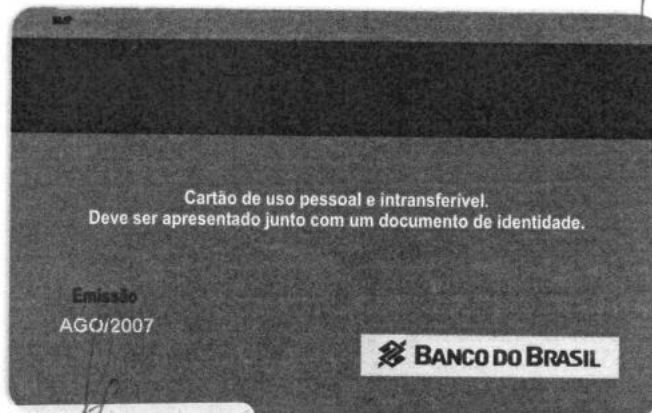 Cartão de uso pessoal e intransferível.
Deve ser apresentado junto com um documento de identidade.
Emissão
AGO/2007
BANCO DO BRASIL